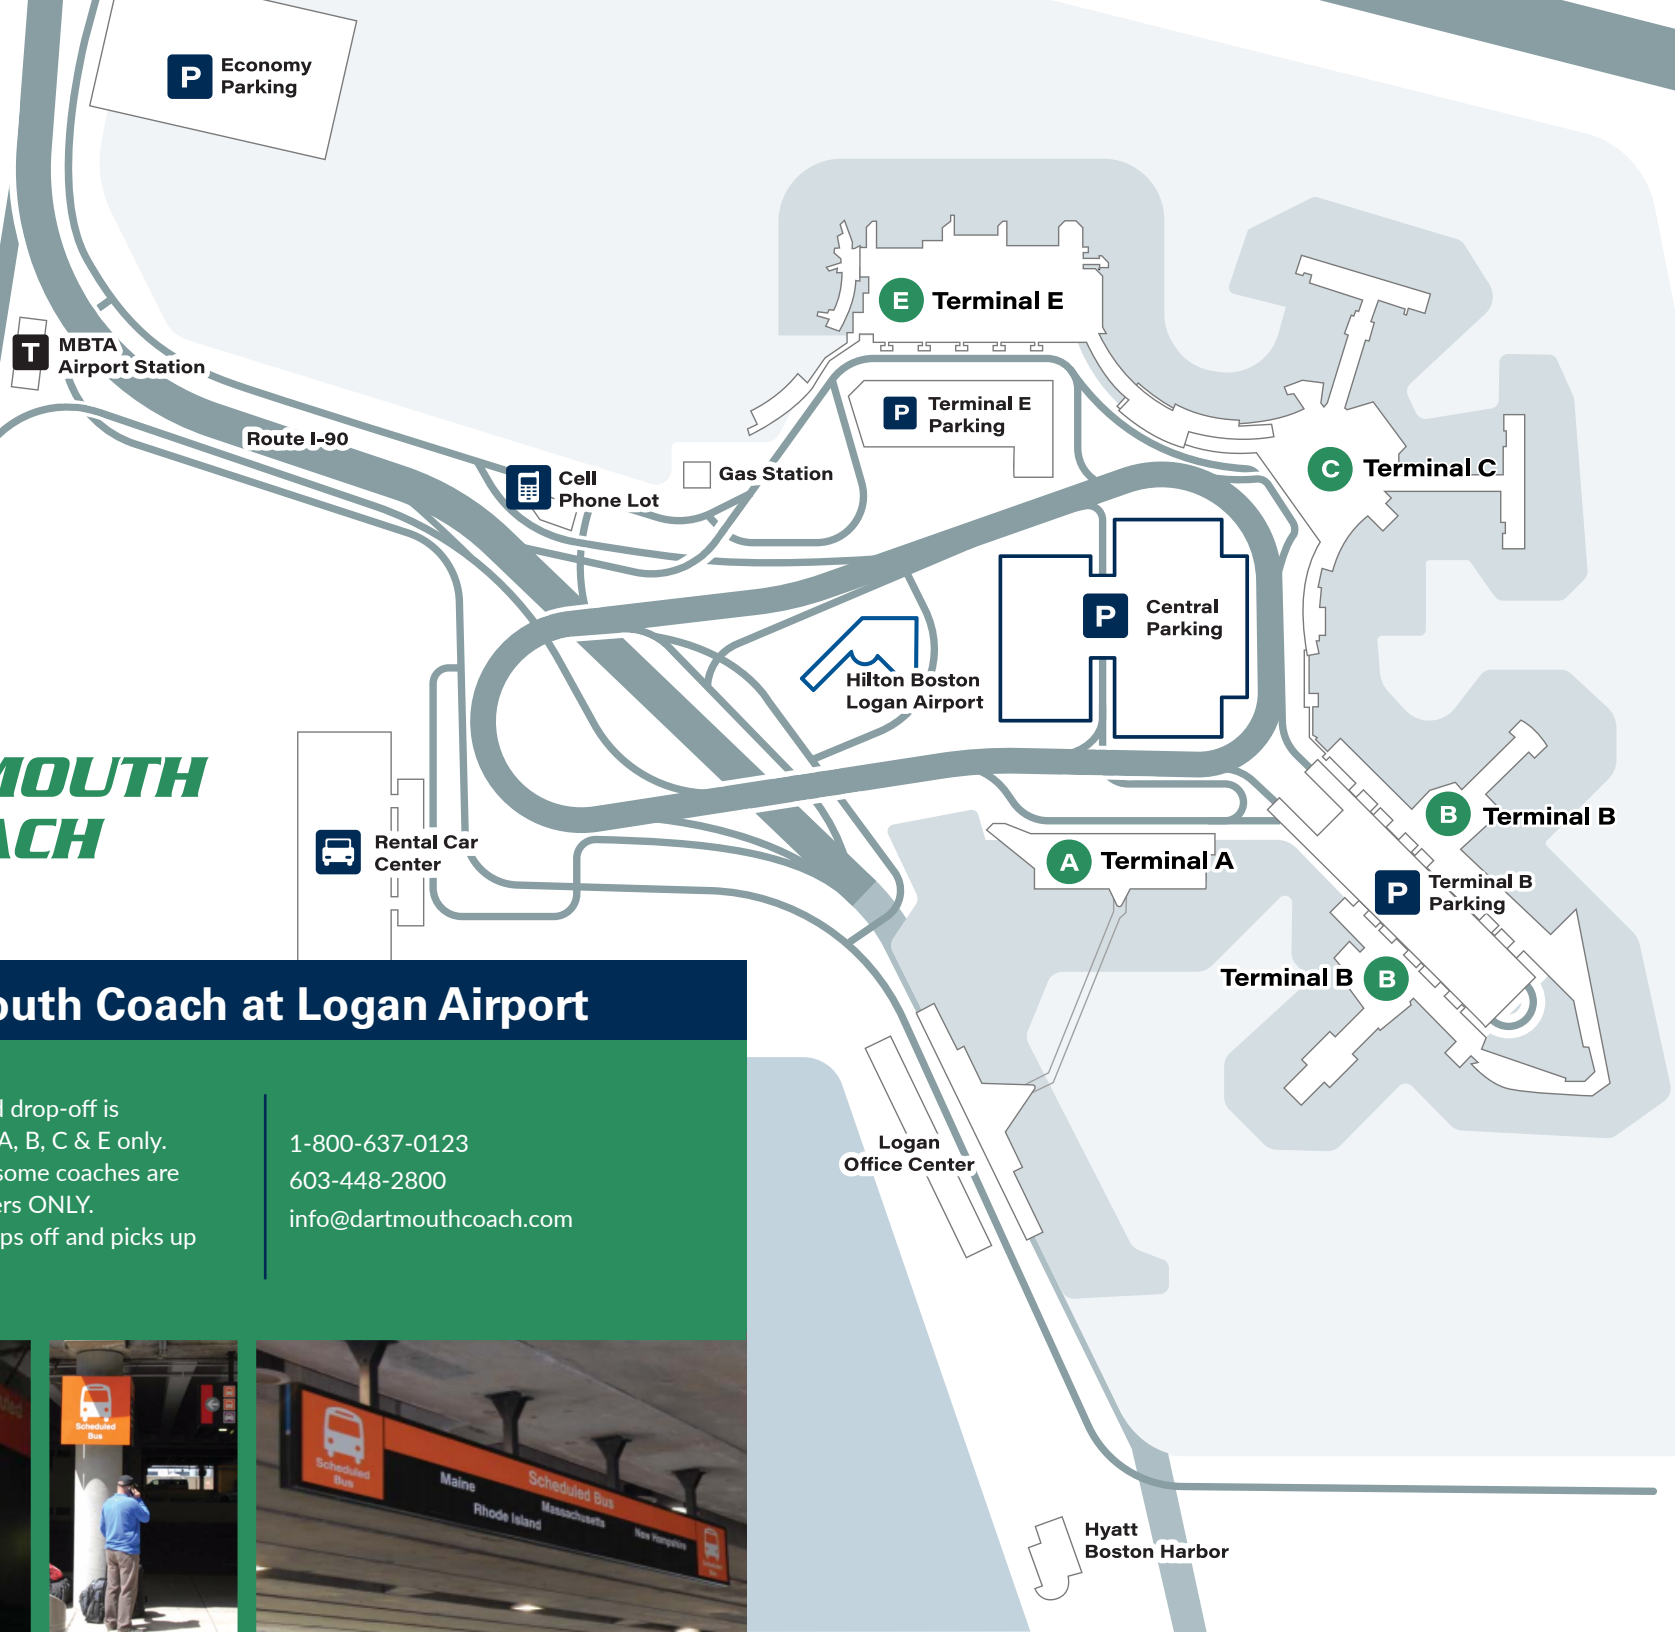 P
Economy
Parking
E
Terminal E
T
MBTA
Airport Station
P
Terminal E
Parking
Route I-90
Cell
Phone Lot
Gas Station
C
Terminal C
P
Central
Parking
Hilton Boston
Logan Airport
MOUTH
ACH
B
Terminal B
Rental Car
Center
A
Terminal A
P
Terminal B
Parking
Terminal B
B
outh Coach at Logan Airport
d drop-off is
A, B, C & E only.
some coaches are
ers ONLY.
ps off and picks up
1-800-637-0123
603-448-2800
info@dartmouthcoach.com
Logan
Office Center
Scheduled
Bus
Scheduled
Bus
Scheduled Bus
Maine
Massachusetts
Rhode Island
New Hampshire
Hyatt
Boston Harbor